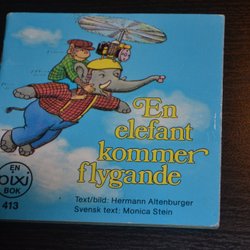 En
elefant
kommer
flygande
Text/bild: Hermann Altenburger
Svensk text: Monica Stein
EN
pixi
BOK
413